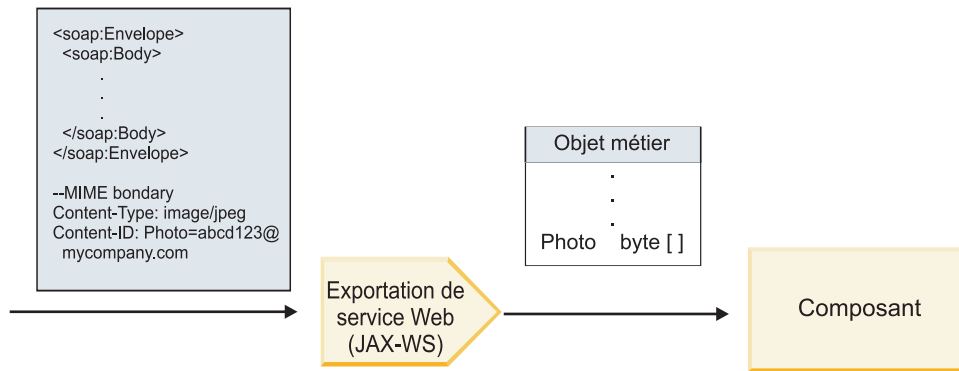 <soap:Envelope>
<soap:Body>
.
.
.
</soap:Body>
</soap:Envelope>
--MIME bondary
Content-Type: image/jpeg
Content-ID: Photo=abcd123@
mycompany.com
Objet métier
.
.
.
Photo byte [ ]
Exportation de
service Web
(JAX-WS)
Composant